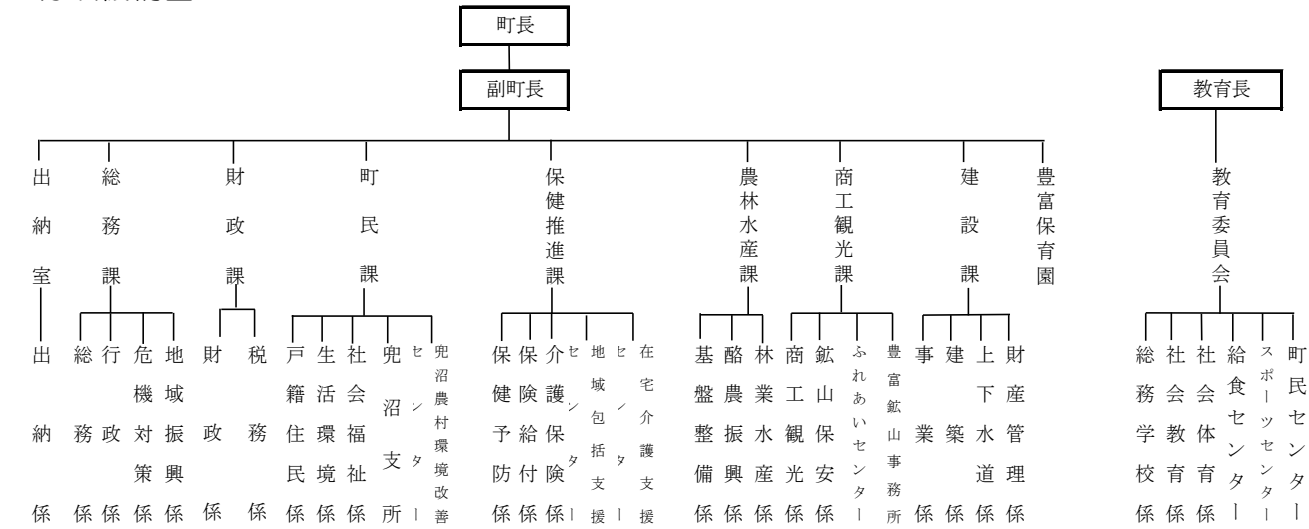 町長
副町長
教育長
出納室
総務課
財政課
町民課
保健推進課
農林水産課
商工観光課
建設課
豊富保育園
教育委員会
出納係
総務係
行政係
危機対策係
地域振興係
財政係
税務係
戸籍住民係
生活環境係
社会福祉係
兜沼支所
兜沼農村環境改善
センター
保健予防係
保険給付係
介護保険係
地域包括支援
センター
在宅介護支援
センター
基盤整備係
酪農振興係
林業水産係
商工観光係
鉱山保安係
ふれあいセンター
豊富鉱山事務所
事業係
建築係
上下水道係
財産管理係
総務学校係
社会教育係
社会体育係
給食センター
スポーツセンター
町民センター